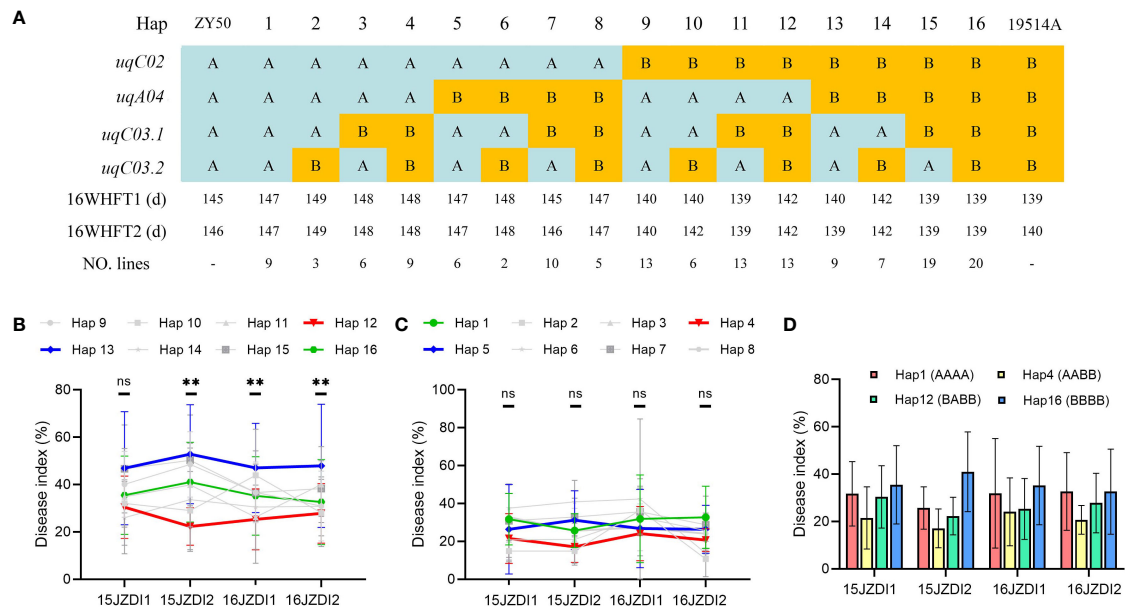 A
Hap ZY50 1 2 3 4 5 6 7 8 9 10 11 12 13 14 15 16 19514A
uqC02 A A A A A A A A A B B B B B B B B B
uqA04 A A A A A B B B B A A A A B B B B B
uqC03.1 A A A B B A A B B A A B B A A B B B
uqC03.2 A A B A B A B A B A B A B A B A B B
16WHFT1 (d) 145 147 149 148 148 147 148 145 147 140 140 139 142 140 142 139 139 139
16WHFT2 (d) 146 147 149 148 148 147 148 146 147 140 142 139 142 139 142 139 139 140
NO. lines - 9 3 6 9 6 2 10 5 13 6 13 13 9 7 19 20 -
B
Hap 9 Hap 10 Hap 11 Hap 12
Hap 13 Hap 14 Hap 15 Hap 16
ns ** ** **
Disease index (%)
80
60
40
20
0
15JZDI1 15JZDI2 16JZDI1 16JZDI2
C
Hap 1 Hap 2 Hap 3 Hap 4
Hap 5 Hap 6 Hap 7 Hap 8
ns ns ns ns
Disease index (%)
100
80
60
40
20
0
15JZDI1 15JZDI2 16JZDI1 16JZDI2
D
Hap1 (AAAA) Hap4 (AABB)
Hap12 (BABB) Hap16 (BBBB)
Disease index (%)
80
60
40
20
0
15JZDI1 15JZDI2 16JZDI1 16JZDI2